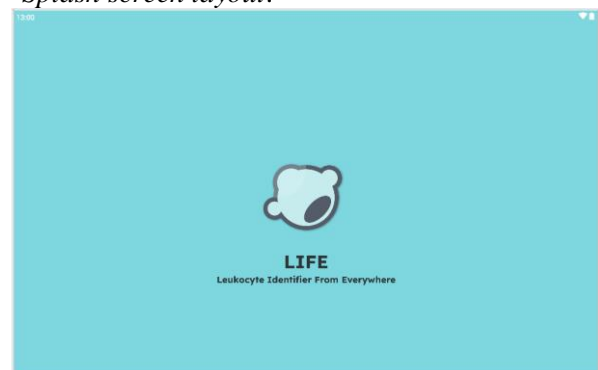 Splash screen layout.
13:00
LIFE
Leukocyte Identifier From Everywhere